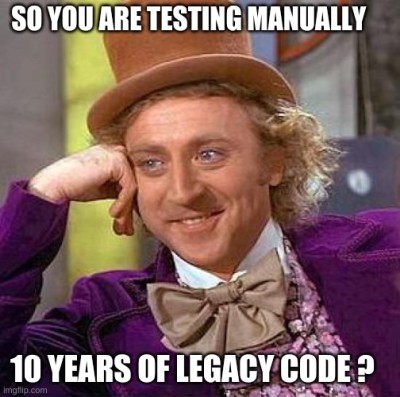 SO YOU ARE TESTING MANUALLY
10 YEARS OF LEGACY CODE ?
imgflip.com